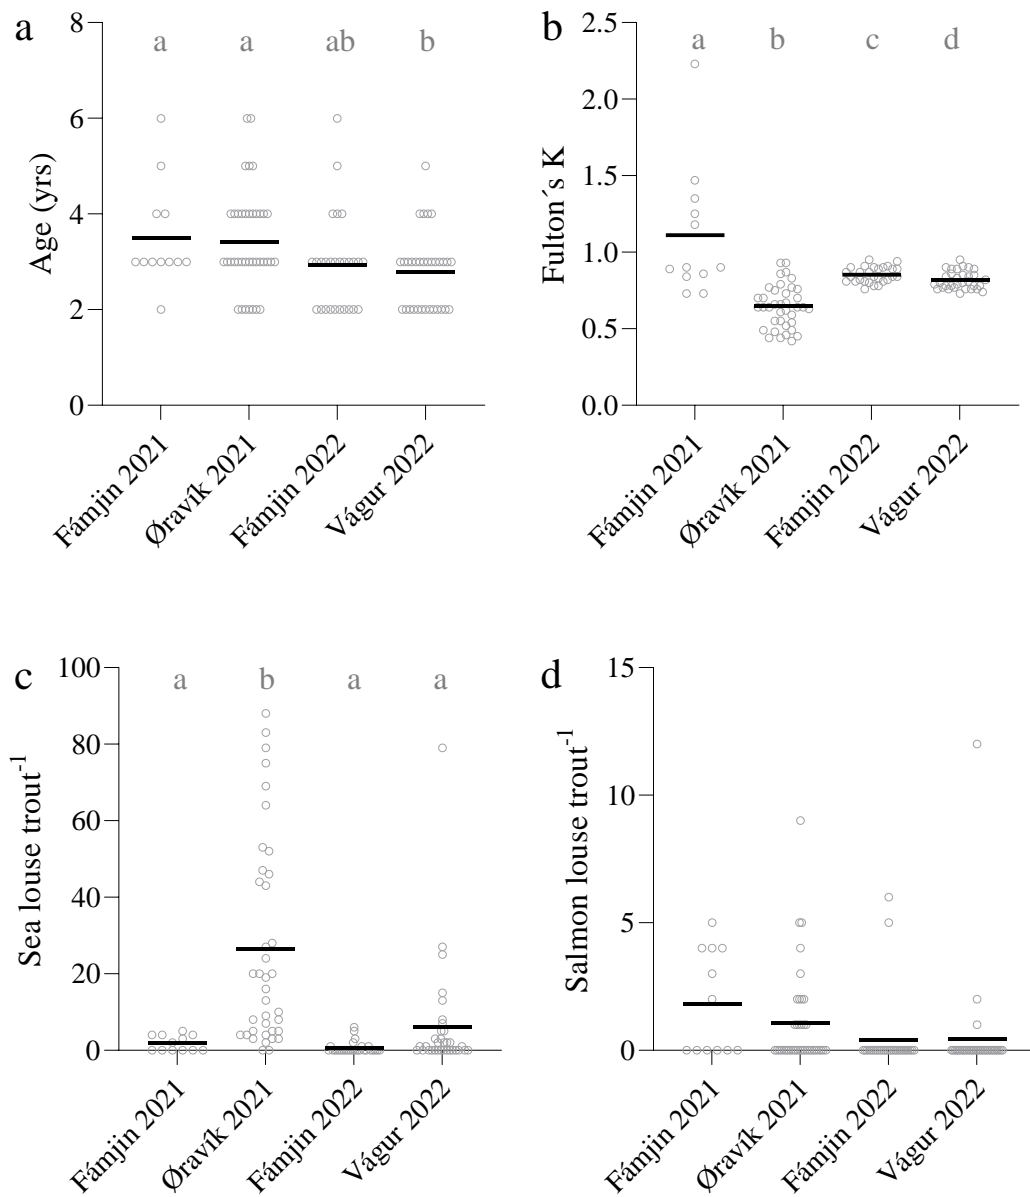 a
8
6
4
2
0
Age (yrs)
a a ab b
Fámjin 2021
Øravík 2021
Fámjin 2022
Vágur 2022
b
2.5
2.0
1.5
1.0
0.5
0.0
Fulton´s K
a b c d
Fámjin 2021
Øravík 2021
Fámjin 2022
Vágur 2022
c
100
80
60
40
20
0
Sea louse trout-1
a b a a
Fámjin 2021
Øravík 2021
Fámjin 2022
Vágur 2022
d
15
10
5
0
Salmon louse trout-1
Fámjin 2021
Øravík 2021
Fámjin 2022
Vágur 2022